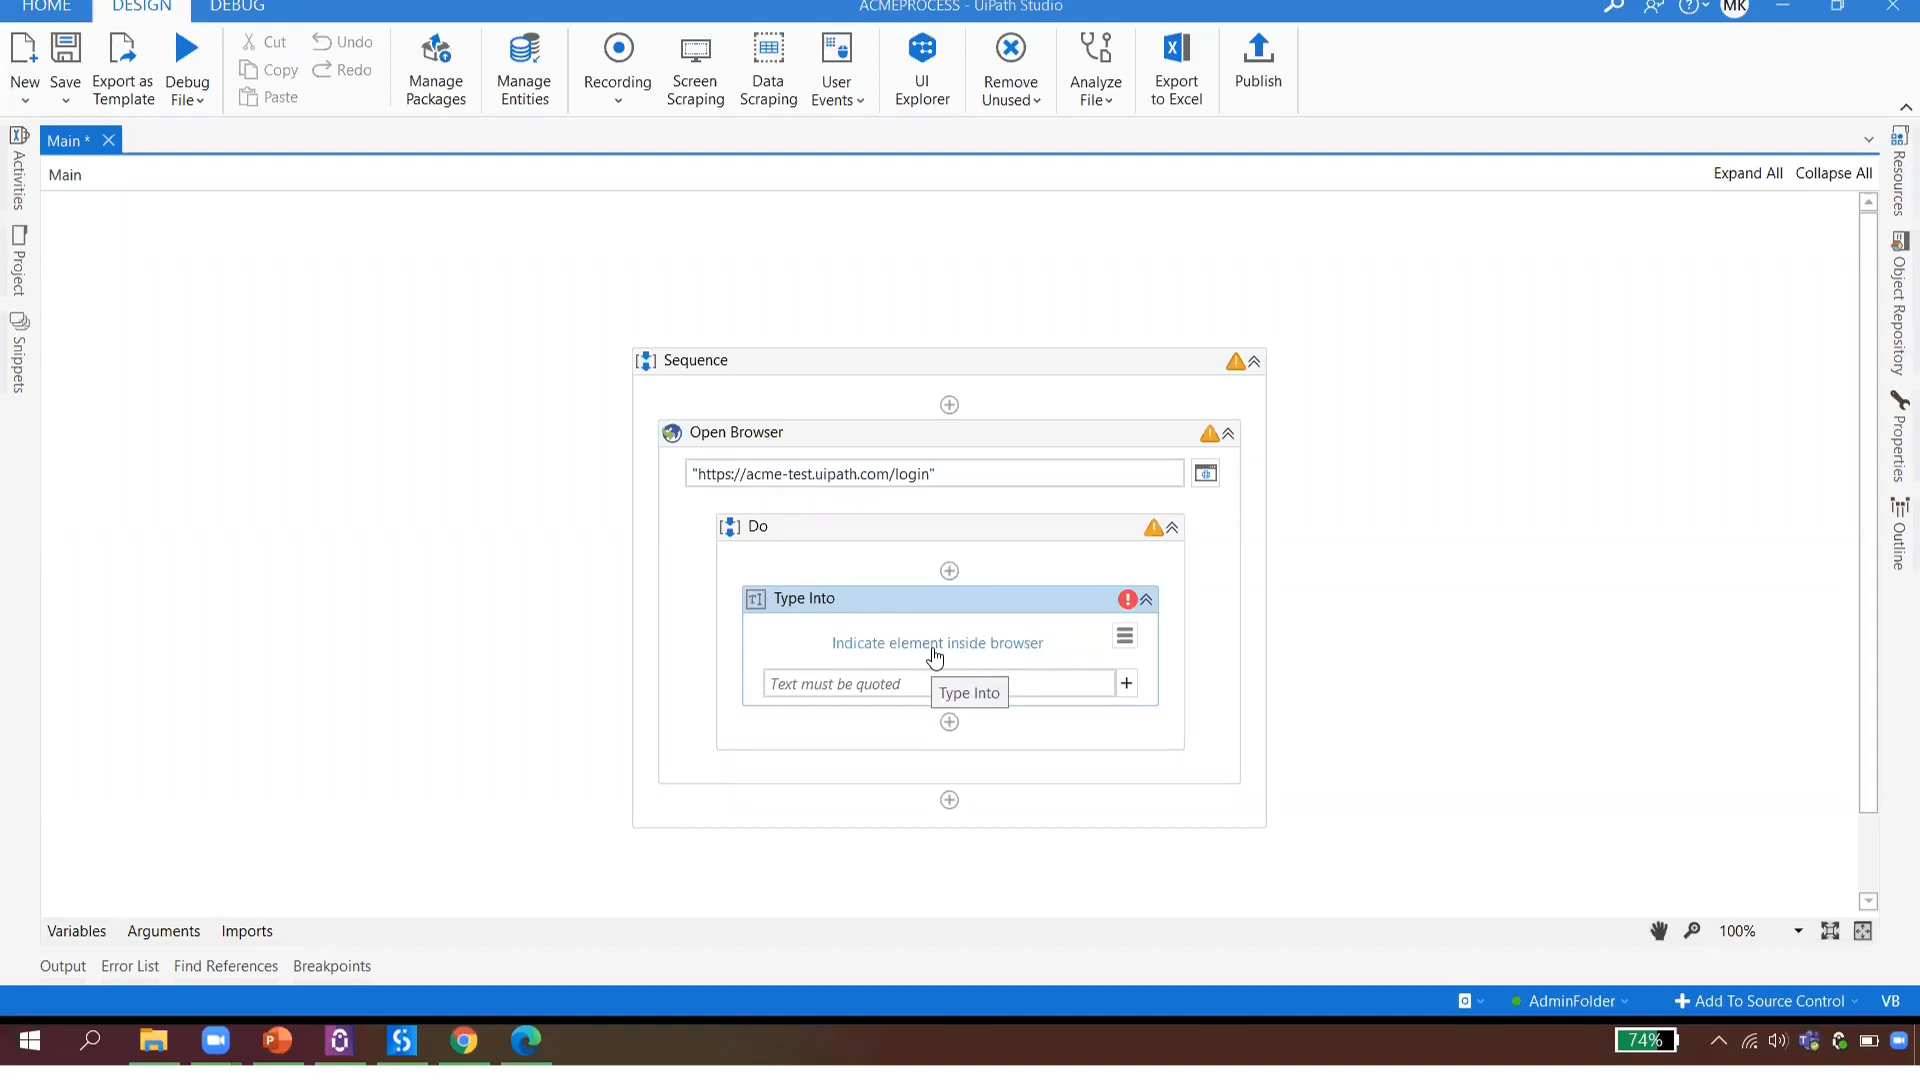 HOME DESIGN DEBUG ACMEPROCESS - UiPath Studio MK
New Save Export as Template Debug File
Cut Copy Paste Undo Redo
Manage Packages Manage Entities Recording Screen Scraping Data Scraping User Events UI Explorer Remove Unused Analyze File Export to Excel Publish
Main *
Main Expand All Collapse All
Activities
Project
Snippets
Resources
Object Repository
Properties
Outline
Sequence
Open Browser
"https://acme-test.uipath.com/login"
Do
Type Into
Indicate element inside browser
Text must be quoted
Type Into
Variables Arguments Imports 100%
Output Error List Find References Breakpoints
AdminFolder Add To Source Control VB
74%